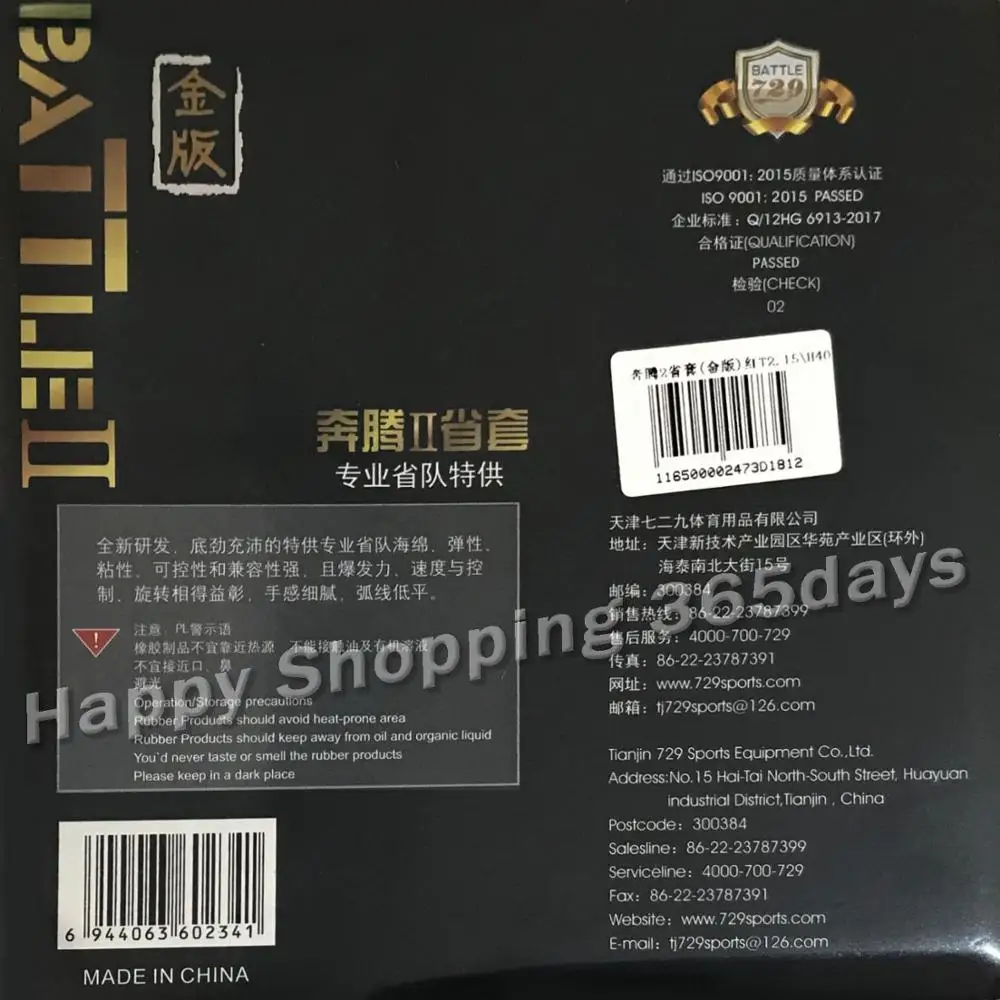 BATTLE II
金版
BATTLE
729
通过ISO9001: 2015质量体系认证
ISO 9001: 2015 PASSED
企业标准: Q/12HG 6913-2017
合格证(QUALIFICATION)
PASSED
检验(CHECK)
02
奔腾2省套(金版)红T2.15\H40
116500002473D1812
奔腾II省套
专业省队特供
全新研发、底劲充沛的特供专业省队海绵，弹性、
粘性、可控性和兼容性强，且爆发力、速度与控
制、旋转相得益彰，手感细腻，弧线低平。
注意: PL警示语
橡胶制品不宜靠近热源 不能接触油及有机溶液
不宜接近口、鼻
避光
Operation/Storage precautions
Rubber Products should avoid heat-prone area
Rubber Products should keep away from oil and organic liquid
You`d never taste or smell the rubber products
Please keep in a dark place
6 944063 602341
MADE IN CHINA
天津七二九体育用品有限公司
地址: 天津新技术产业园区华苑产业区(环外)
海泰南北大街15号
邮编: 300384
销售热线: 86-22-23787399
售后服务: 4000-700-729
传真: 86-22-23787391
网址: www.729sports.com
邮箱: tj729sports@126.com
Tianjin 729 Sports Equipment Co.,Ltd.
Address:No.15 Hai-Tai North-South Street, Huayuan
industrial District,Tianjin , China
Postcode: 300384
Salesline: 86-22-23787399
Serviceline: 4000-700-729
Fax: 86-22-23787391
Website: www.729sports.com
E-mail: tj729sports@126.com
Happy Shopping 365days